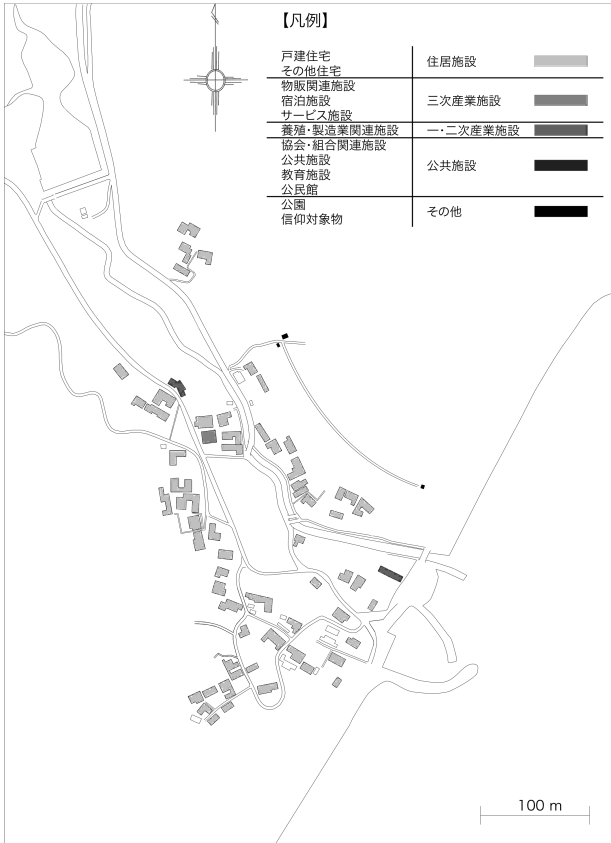 【凡例】
戸建住宅
その他住宅
住居施設
物販関連施設
宿泊施設
サービス施設
三次産業施設
養殖・製造業関連施設
一・二次産業施設
協会・組合関連施設
公共施設
教育施設
公民館
公共施設
公園
信仰対象物
その他
100 m